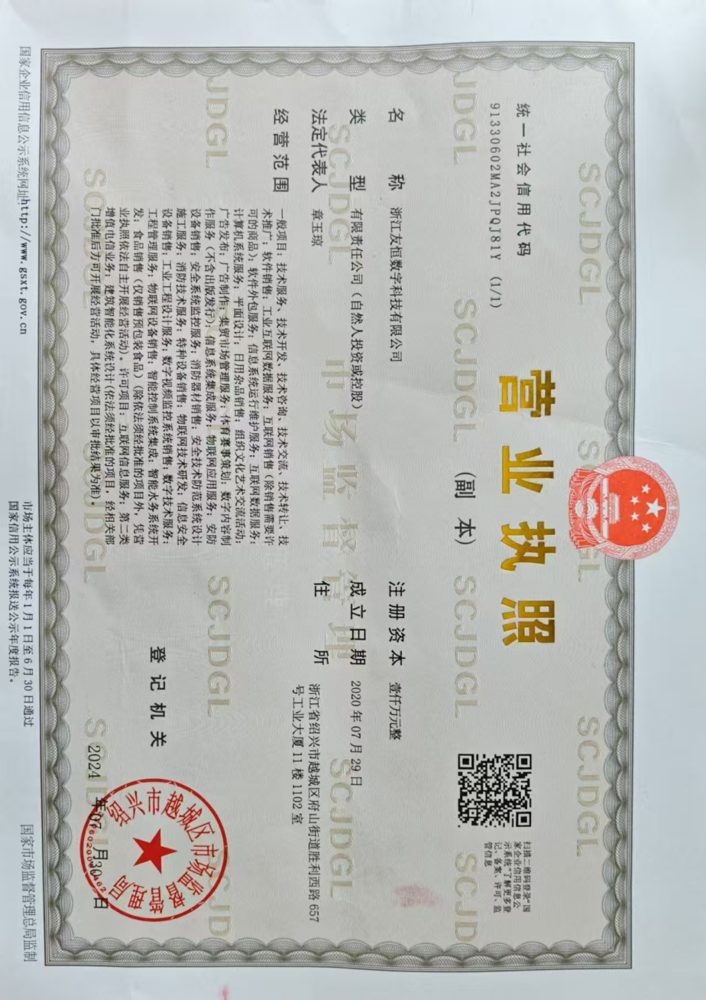 营业执照
(副 本)
统一社会信用代码
91330602MA2JPQJ81Y (1/1)
扫描二维码登录“国
家企业信用信息公
示系统”了解更多登
记、备案、许可、监
管信息
名 称 浙江友恒数字科技有限公司
类 型 有限责任公司（自然人投资或控股）
法定代表人 章玉琼
经营范围 一般项目：技术服务、技术开发、技术咨询、技术交流、技术转让、技
术推广；软件销售；工业互联网数据服务；互联网销售（除销售需要许
可的商品）；软件外包服务；信息系统运行维护服务；互联网数据服务；
计算机系统服务；平面设计；日用杂品销售；组织文化艺术交流活动；
广告发布；广告制作；集贸市场管理服务；体育赛事策划；数字内容制
作服务（不含出版发行）；信息系统集成服务；物联网应用服务；安防
设备销售；安全系统监控服务；消防器材销售；安全技术防范系统设计
施工服务；消防技术服务；特种设备销售；物联网技术研发；信息安全
设备销售；工业工程设计服务；数字视频监控系统销售；数字技术服务；
工程管理服务；物联网设备销售；智能控制系统集成；智能水务系统开
发；食品销售（仅销售预包装食品）（除依法须经批准的项目外，凭营
业执照依法自主开展经营活动）。许可项目：互联网信息服务；第二类
增值电信业务；建筑智能化系统设计(依法须经批准的项目，经相关部
门批准后方可开展经营活动，具体经营项目以审批结果为准)。
注册资本 壹仟万元整
成立日期 2020年07月29日
住 所 浙江省绍兴市越城区府山街道胜利西路657
号工业大厦11楼1102室
登记机关
绍兴市越城区市场监督管理局
2024 年07 月30 日
国家企业信用信息公示系统网址:http://www.gsxt.gov.cn
市场主体应当于每年1月1日至6月30日通过
国家信用公示系统报送公示年度报告。
国家市场监督管理总局监制